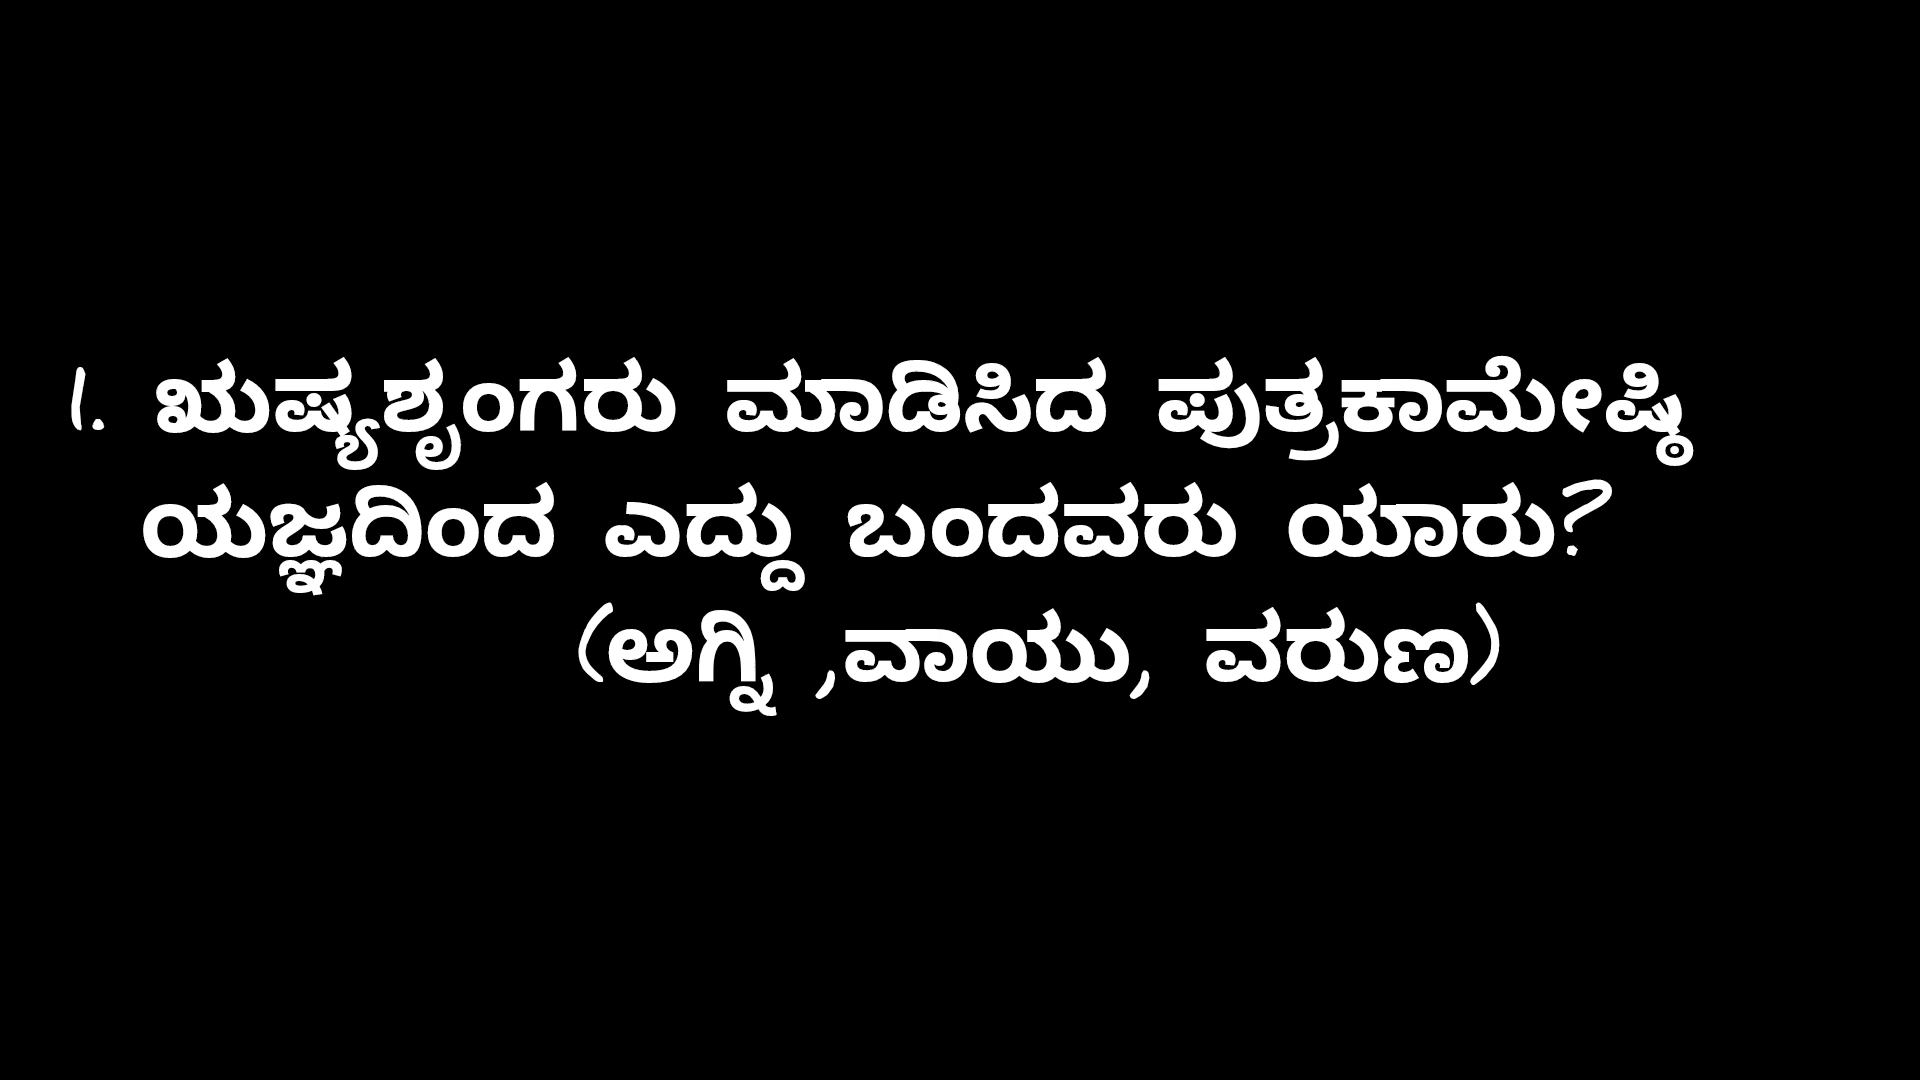 1. ಋಷ್ಯಶೃಂಗರು ಮಾಡಿಸಿದ ಪುತ್ರಕಾಮೇಷ್ಠಿ
ಯಜ್ಞದಿಂದ ಎದ್ದು ಬಂದವರು ಯಾರು?
(ಅಗ್ನಿ ,ವಾಯು, ವರುಣ)